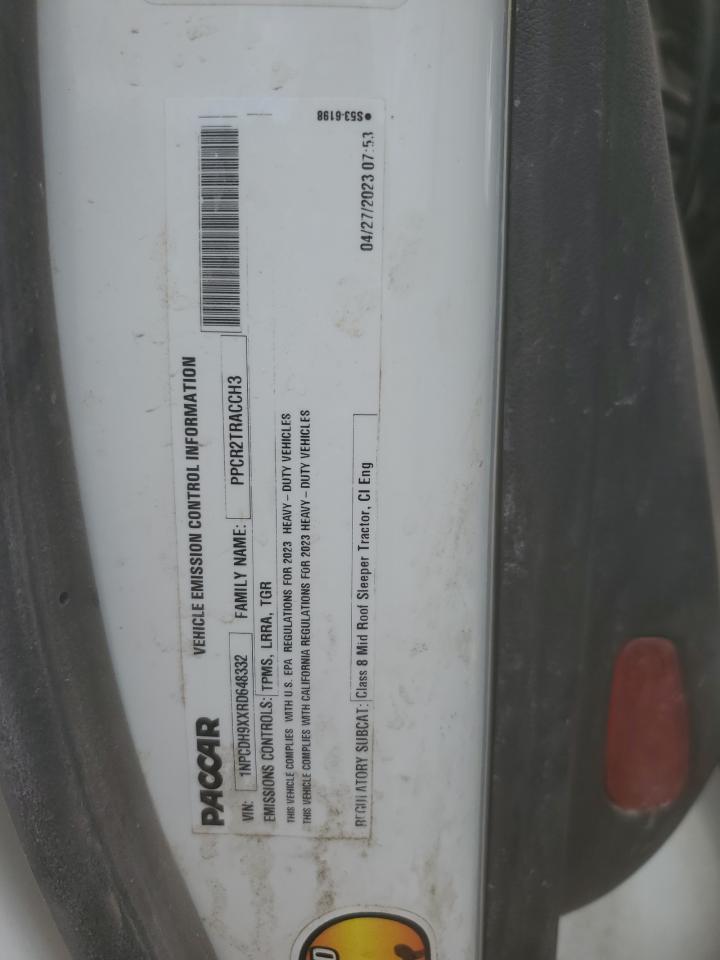 VEHICLE EMISSION CONTROL INFORMATION
PACCAR
VIN: 1NPCDH9XXRD648332 FAMILY NAME: PPCR2TRACCH3
EMISSIONS CONTROLS: TPMS, LRRA, TGR
THIS VEHICLE COMPLIES WITH U.S. EPA REGULATIONS FOR 2023 HEAVY-DUTY VEHICLES
THIS VEHICLE COMPLIES WITH CALIFORNIA REGULATIONS FOR 2023 HEAVY-DUTY VEHICLES
REGULATORY SUBCAT: Class 8 Mid Roof Sleeper Tractor, CI Eng
04/27/2023 07:53
● S53-6198